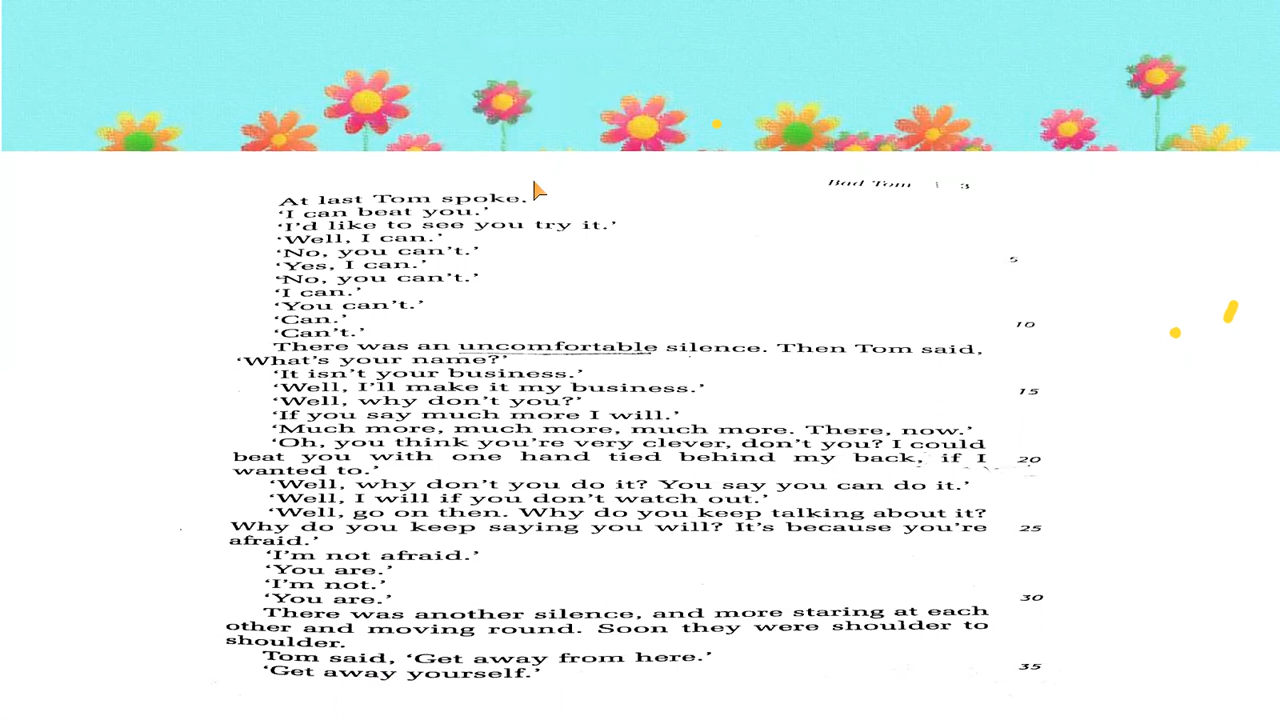 Bad Tom | 3
At last Tom spoke.
‘I can beat you.’
‘I'd like to see you try it.’
‘Well, I can.’
‘No, you can't.’ 5
‘Yes, I can.’
‘No, you can't.’
‘I can.’
‘You can't.’
‘Can.’ 10
‘Can't.’
There was an uncomfortable silence. Then Tom said,
‘What's your name?’
‘It isn't your business.’
‘Well, I'll make it my business.’ 15
‘Well, why don't you?’
‘If you say much more I will.’
‘Much more, much more, much more. There, now.’
‘Oh, you think you're very clever, don't you? I could
beat you with one hand tied behind my back, if I 20
wanted to.’
‘Well, why don't you do it? You say you can do it.’
‘Well, I will if you don't watch out.’
‘Well, go on then. Why do you keep talking about it?
Why do you keep saying you will? It's because you're 25
afraid.’
‘I'm not afraid.’
‘You are.’
‘I'm not.’
‘You are.’ 30
There was another silence, and more staring at each
other and moving round. Soon they were shoulder to
shoulder.
Tom said, ‘Get away from here.’
‘Get away yourself.’ 35